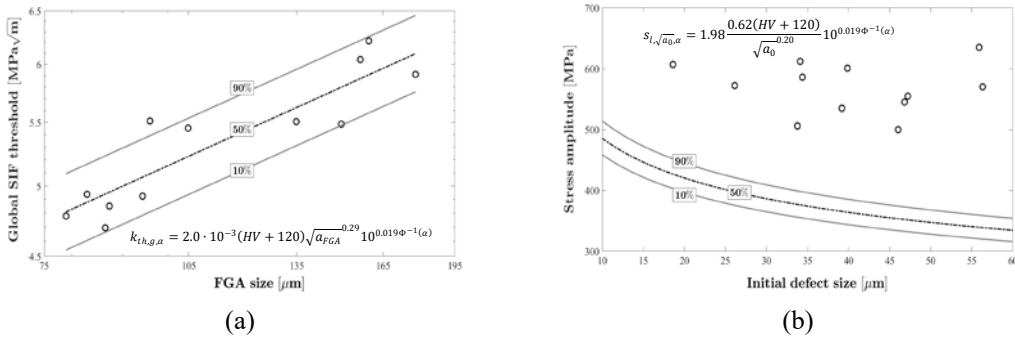 (a)
Global SIF threshold [MPa√m]
6.5
6
5.5
5
4.5
90%
50%
10%
k_{th,g,α} = 2.0 · 10^{-3}(HV + 120)√a_{FGA}^{0.29}10^{0.019Φ^{-1}(α)}
75 105 135 165 195
FGA size [μm]
(a)
Stress amplitude [MPa]
700
600
500
400
300
s_{l,√a_0,α} = 1.98 \frac{0.62(HV + 120)}{√a_0^{0.20}} 10^{0.019Φ^{-1}(α)}
90%
50%
10%
10 15 20 25 30 35 40 45 50 55 60
Initial defect size [μm]
(b)